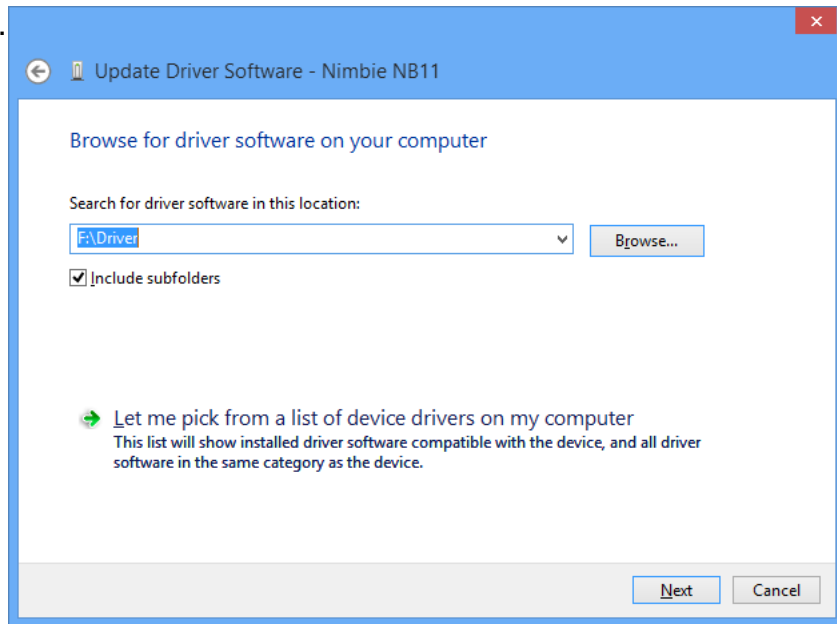 .
Update Driver Software - Nimbie NB11
Browse for driver software on your computer
Search for driver software in this location:
F:\Driver
Browse...
Include subfolders
Let me pick from a list of device drivers on my computer
This list will show installed driver software compatible with the device, and all driver
software in the same category as the device.
Next
Cancel